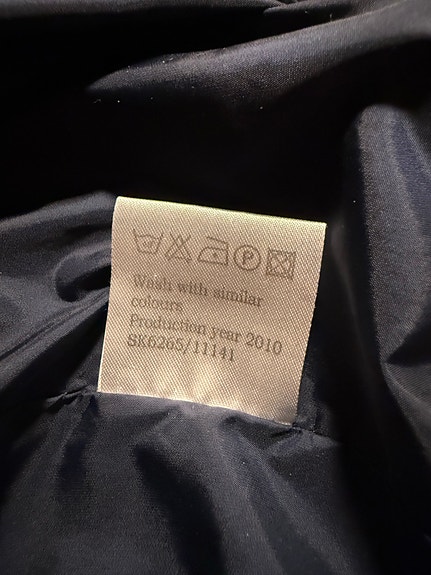 P
Wash with similar
colours
Production year 2010
SK6265/11141